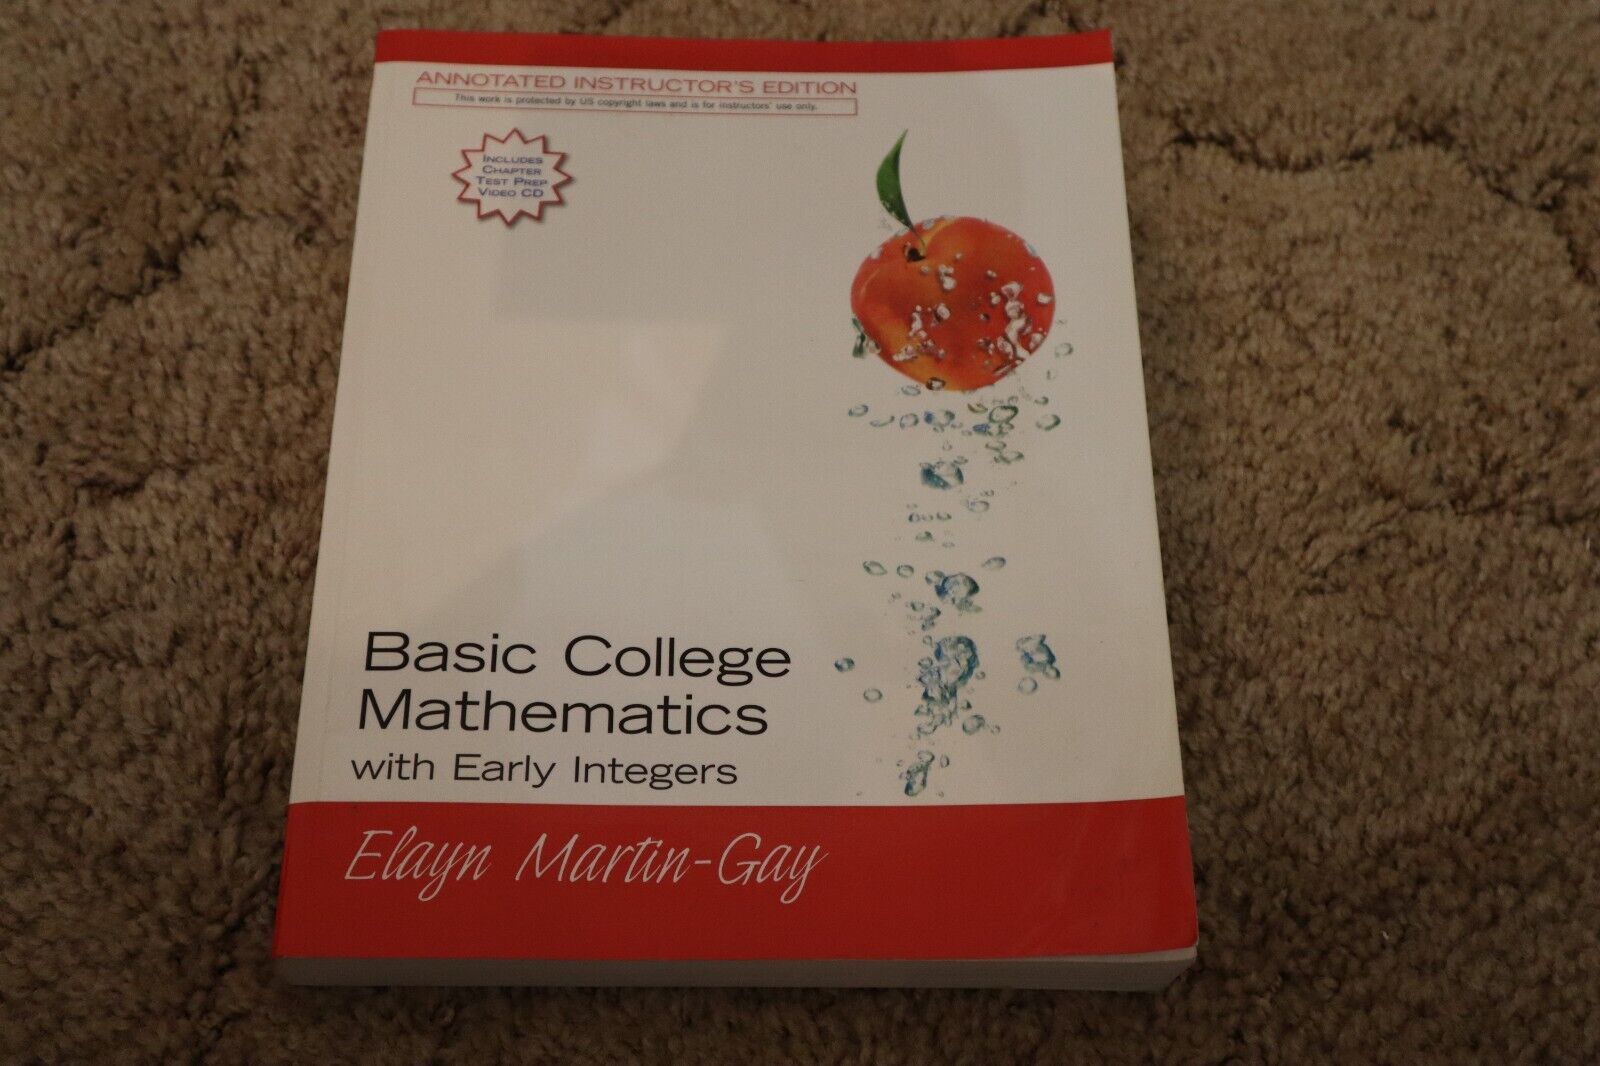 ANNOTATED INSTRUCTOR'S EDITION
This work is protected by US copyright laws and is for instructors' use only.
INCLUDES
CHAPTER
TEST PREP
VIDEO CD
Basic College
Mathematics
with Early Integers
Elayn Martin-Gay